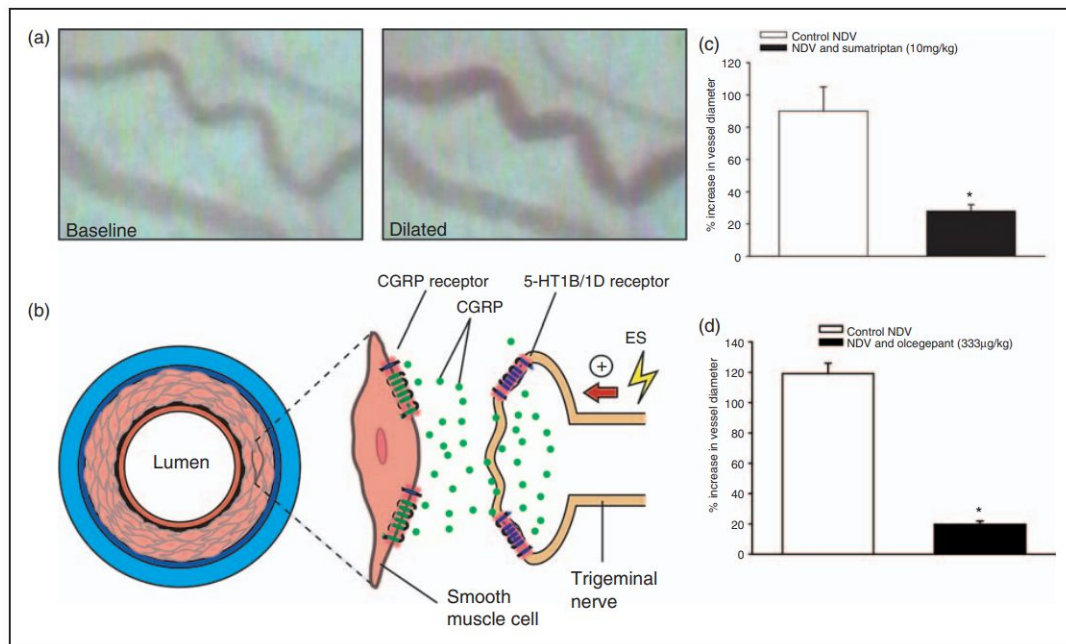 (a)
Baseline
Dilated
(b)
CGRP receptor
CGRP
5-HT1B/1D receptor
ES
+
Lumen
Smooth
muscle cell
Trigeminal
nerve
(c)
Control NDV
NDV and sumatriptan (10mg/kg)
% increase in vessel diameter
120
100
80
60
40
20
0
*
(d)
Control NDV
NDV and olcegepant (333µg/kg)
% increase in vessel diameter
140
120
100
80
60
40
20
0
*